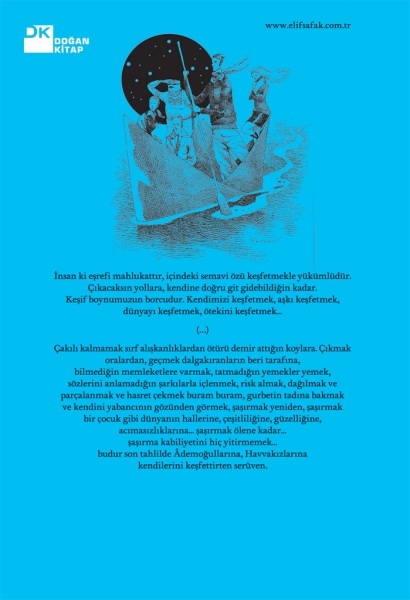 www.elifsafak.com.tr
DK
DOĞAN
KİTAP
İnsan ki eşrefi mahlukattır, içindeki semavi özü keşfetmekle yükümlüdür.
Çıkacaksın yollara, kendine doğru git gidebildiğin kadar.
Keşif boynumuzun borcudur. Kendimizi keşfetmek, aşkı keşfetmek,
dünyayı keşfetmek, ötekini keşfetmek...
(...)
Çakılı kalmamak sırf alışkanlıklardan ötürü demir attığın koylara. Çıkmak
oralardan, geçmek dalgakıranların beri tarafına,
bilmediğin memleketlere varmak, tatmadığın yemekler yemek,
sözlerini anlamadığın şarkılarla içlenmek, risk almak, dağılmak ve
parçalanmak ve hasret çekmek buram buram, gurbetin tadına bakmak
ve kendini yabancının gözünden görmek, şaşırmak yeniden, şaşırmak
bir çocuk gibi dünyanın hallerine, çeşitliliğine, güzelliğine,
acımasızlıklarına... şaşırmak ölene kadar...
şaşırma kabiliyetini hiç yitirmemek...
budur son tahlilde Âdemoğullarına, Havvakızlarına
kendilerini keşfettirten serüven.